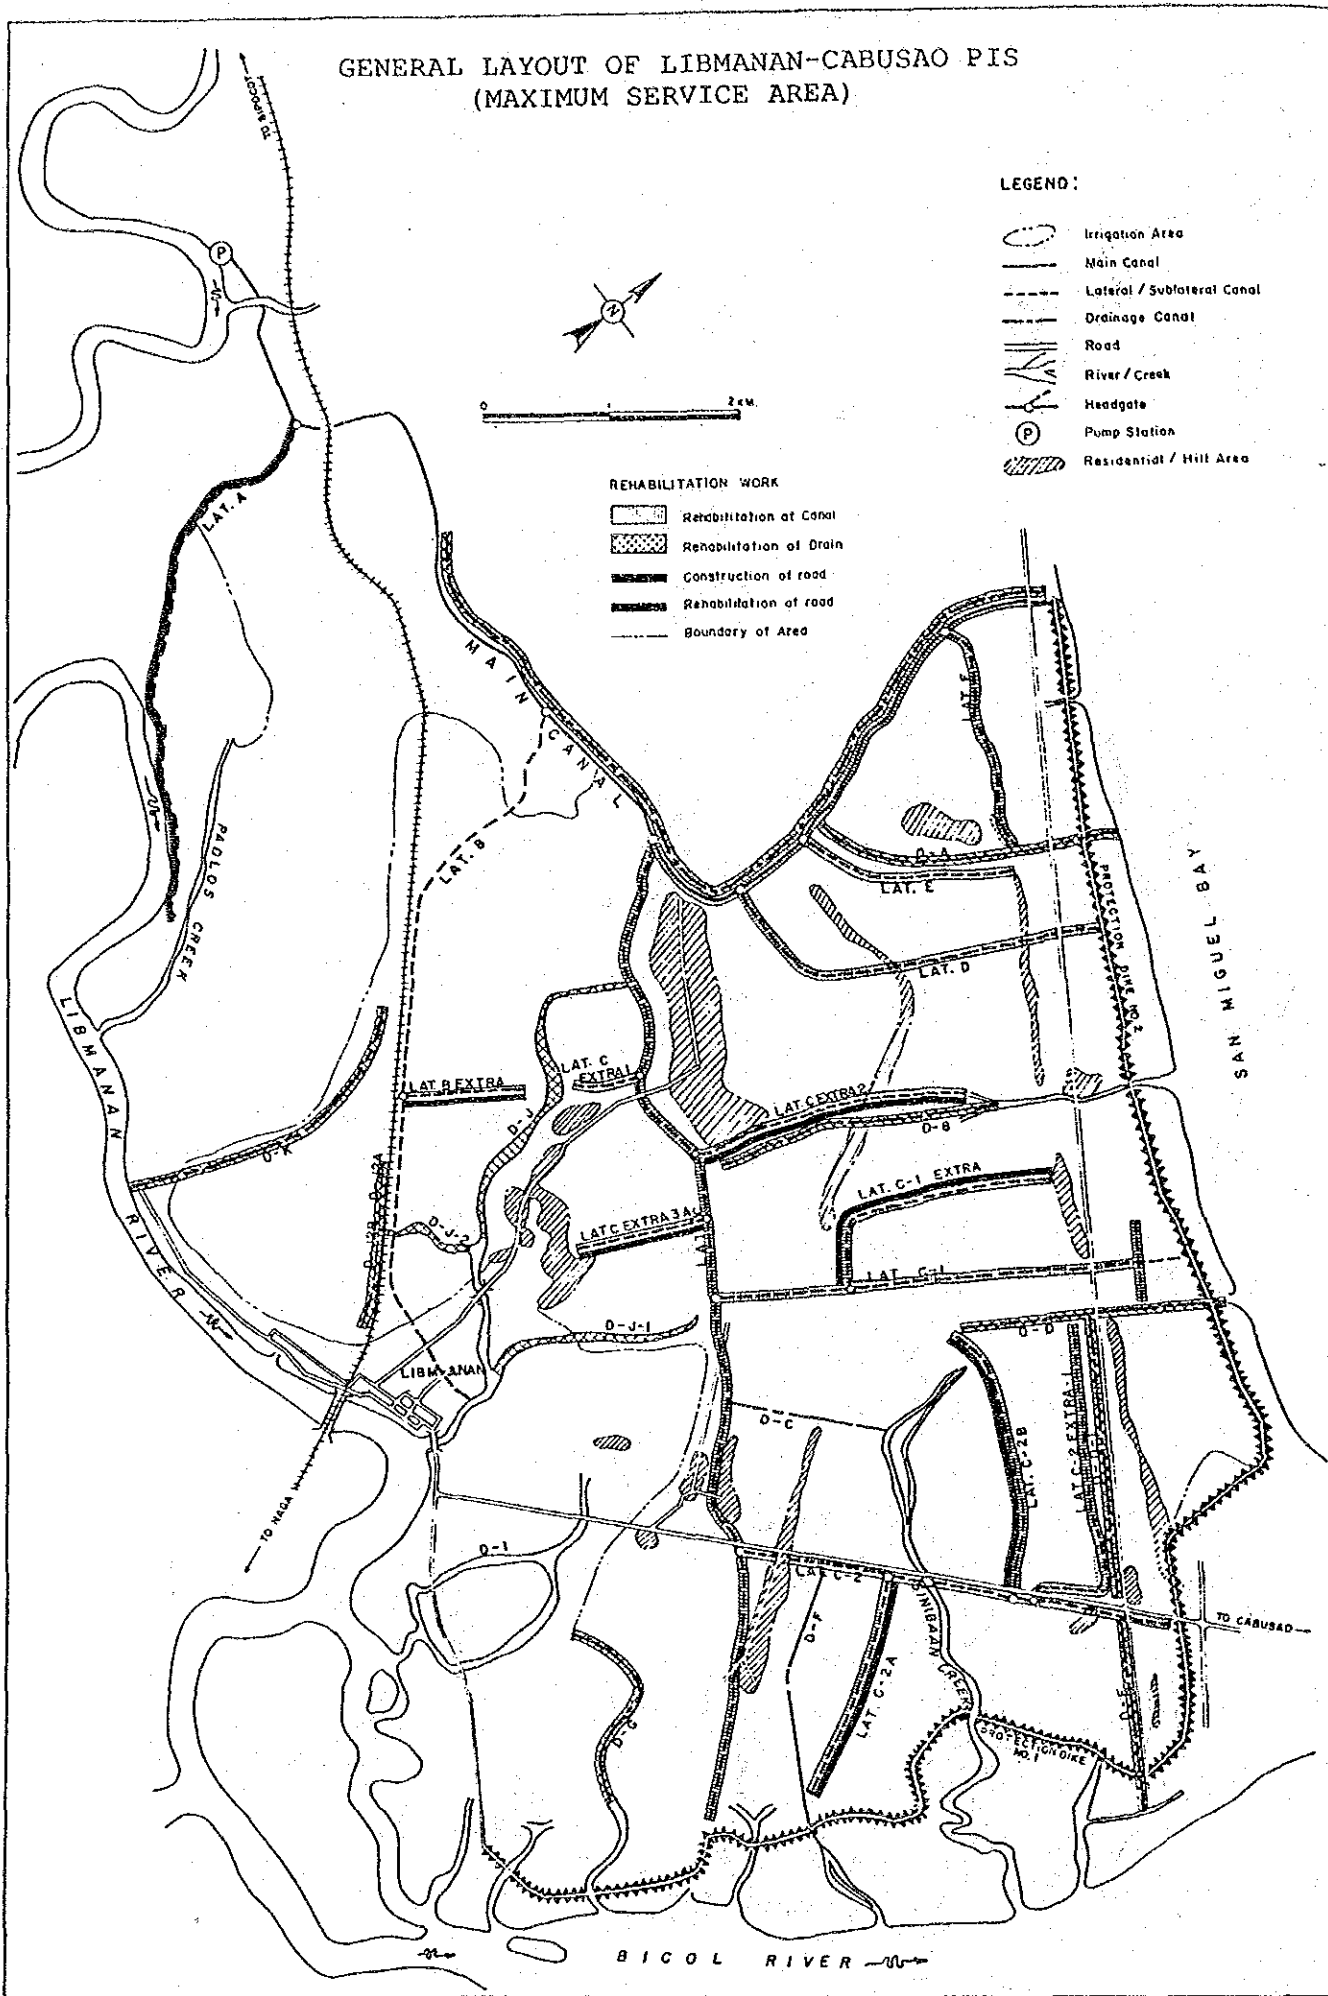 GENERAL LAYOUT OF LIBMANAN-CABUSAO PIS
(MAXIMUM SERVICE AREA)
TO SIPOCOT
LEGEND:
Irrigation Area
Main Canal
Lateral / Sublateral Canal
Drainage Canal
Road
River / Creek
Headgate
P
Pump Station
Residential / Hill Area
P
N
0 1 2 KM.
REHABILITATION WORK
Rehabilitation of Canal
Rehabilitation of Drain
Construction of road
Rehabilitation of road
Boundary of Area
LAT. A
MAIN CANAL
LAT. F
LAT. B
D-A
LAT. E
PADLOS CREEK
LAT. D
PROTECTION DIKE NO. 2
SAN MIGUEL BAY
LIBMANAN RIVER
LAT. B EXTRA
LAT. C
EXTRA 1
D-J
LAT. C EXTRA 2
D-B
D-K
LAT. C-1 EXTRA
D-J-2
LAT. C EXTRA 3A
LAT. C-1
D-J-1
D-D
LIBMANAN
D-C
LAT. C-2B
LAT. C-2 EXTRA-1
TO NAGA
D-I
LAT. C-2
D-F
SINIBAAN CREEK
TO CABUSAO
LAT. C-2A
D-E
D-G
PROTECTION DIKE
NO. 1
BICOL RIVER